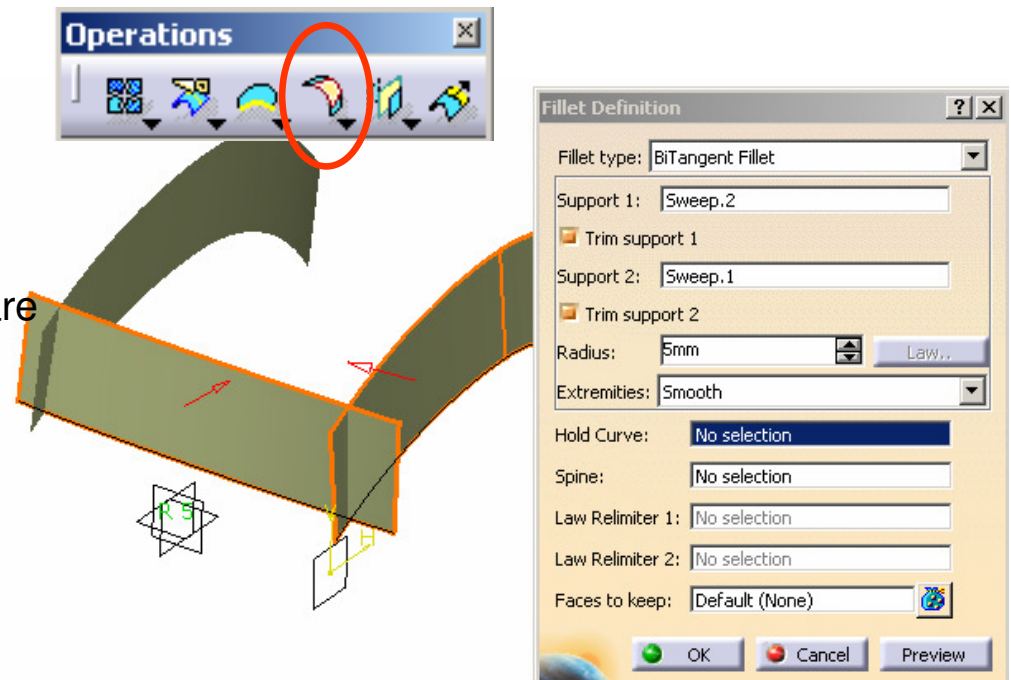 Operations
Fillet Definition
Fillet type: BiTangent Fillet
Support 1: Sweep.2
Trim support 1
Support 2: Sweep.1
Trim support 2
Radius: 5mm Law..
Extremities: Smooth
Hold Curve: No selection
Spine: No selection
Law Relimiter 1: No selection
Law Relimiter 2: No selection
Faces to keep: Default (None)
OK Cancel Preview
are
R S
H